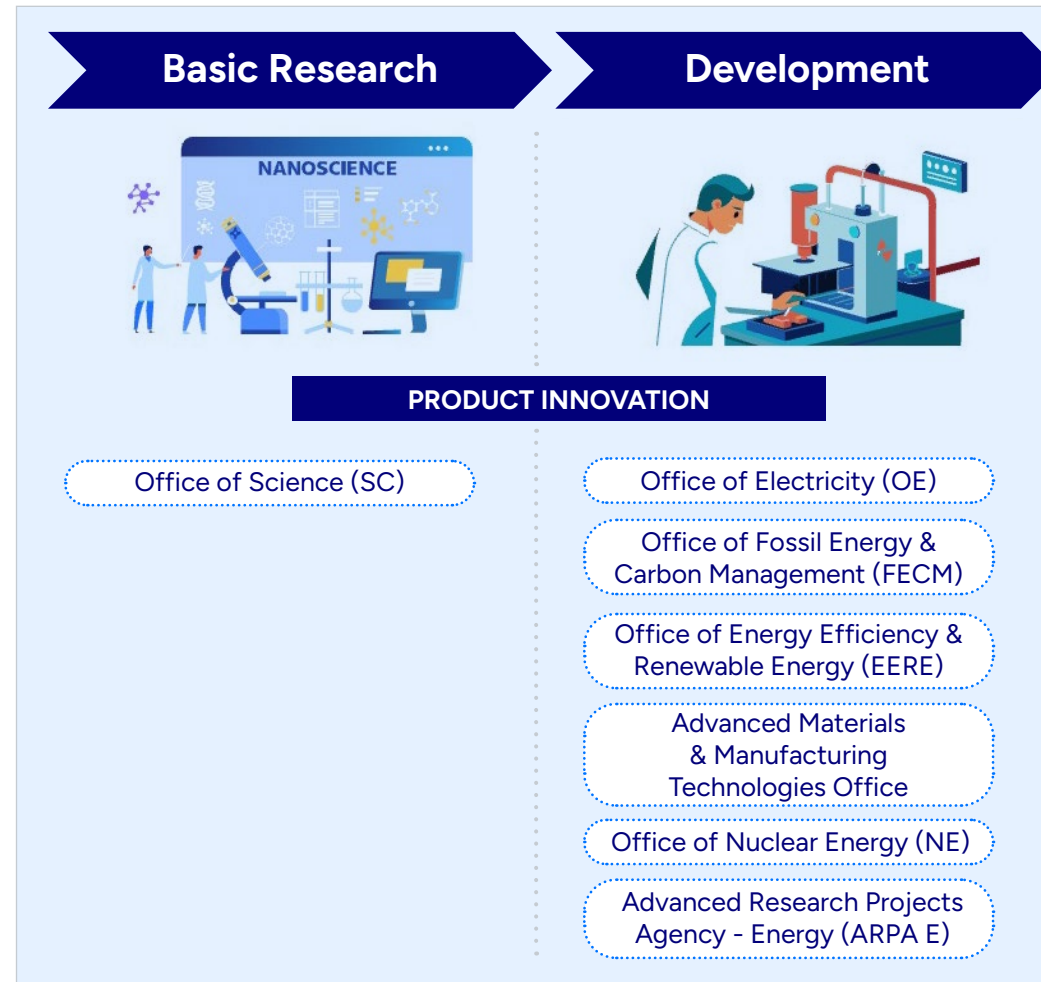 Basic Research
Development
NANOSCIENCE
PRODUCT INNOVATION
Office of Science (SC)
Office of Electricity (OE)
Office of Fossil Energy &
Carbon Management (FECM)
Office of Energy Efficiency &
Renewable Energy (EERE)
Advanced Materials
& Manufacturing
Technologies Office
Office of Nuclear Energy (NE)
Advanced Research Projects
Agency - Energy (ARPA E)